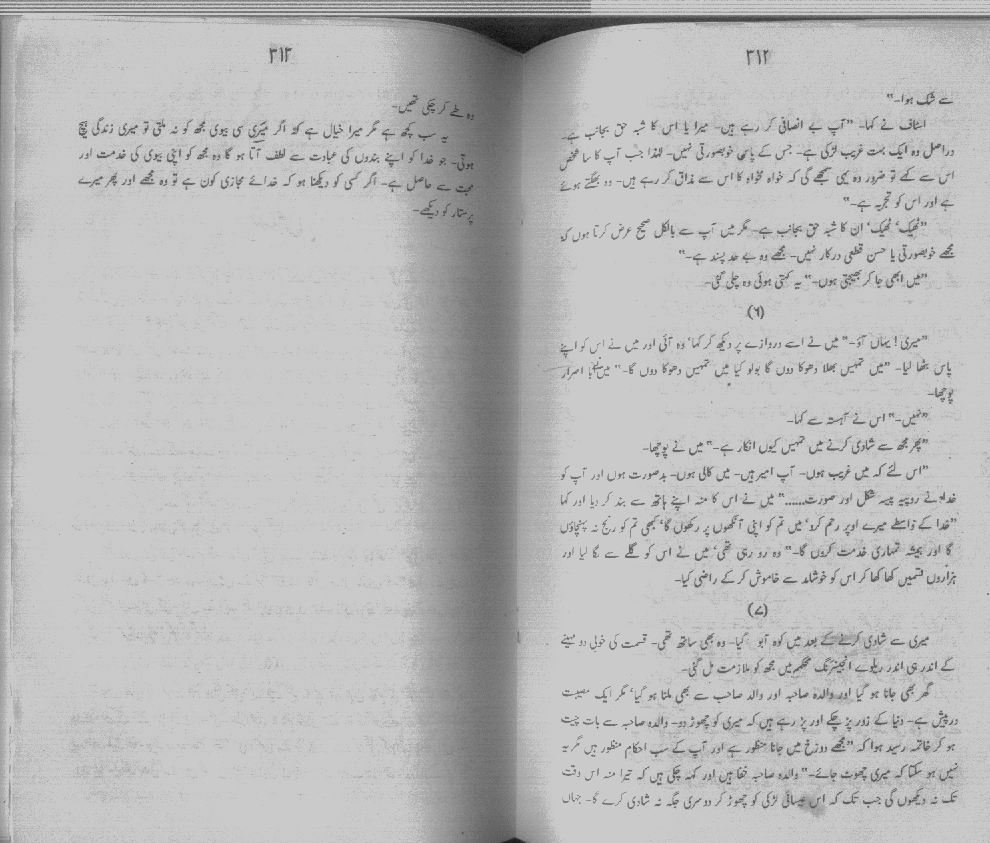 ۳۱۲
سے شک ہوا۔"
اسٹاف نے کہا۔ "آپ بے انصافی کر رہے ہیں۔ میرا یا اس کا شبہ حق بجانب ہے۔
دراصل وہ ایک بہت غریب لڑکی ہے۔ جس کے پاس خوبصورتی نہیں۔ لہٰذا جب آپ کا سا شخص
اس سے کہے تو ضرور وہ یہی سمجھے گی کہ خواہ مخواہ کا اس سے مذاق کر رہے ہیں۔ وہ بھگتے ہوئے
ہے اور اس کو تجربہ ہے۔"
"ٹھیک، ٹھیک، ان کا شبہ حق بجانب ہے۔ مگر میں آپ سے بالکل صحیح عرض کرتا ہوں کہ
مجھے خوبصورتی یا حسن قطعی درکار نہیں۔ مجھے وہ بے حد پسند ہے۔"
"میں ابھی جا کر بھیجتی ہوں۔" یہ کہتی ہوئی وہ چلی گئی۔
(۶)
"میری! یہاں آؤ۔" میں نے اسے دروازے پر دیکھ کر کہا، وہ آئی اور میں نے اس کو اپنے
پاس بٹھا لیا۔ "میں تمہیں بھلا دھوکا دوں گا بولو کیا میں تمہیں دھوکا دوں گا۔" میں نے با اصرار
پوچھا۔
"نہیں۔" اس نے آہستہ سے کہا۔
"پھر مجھ سے شادی کرنے میں تمہیں کیوں انکار ہے۔" میں نے پوچھا۔
"اس لئے کہ میں غریب ہوں۔ آپ امیر ہیں۔ میں کالی ہوں۔ بدصورت ہوں اور آپ کو
خدا نے روپیہ پیسہ شکل اور صورت......" میں نے اس کا منہ اپنے ہاتھ سے بند کر دیا اور کہا
"خدا کے واسطے میرے اوپر رحم کرو، میں تم کو اپنی آنکھوں پر رکھوں گا، کبھی تم کو رنج نہ پہنچاؤں
گا اور ہمیشہ تمہاری خدمت کروں گا۔" وہ رو رہی تھی، میں نے اس کو گلے سے لگا لیا اور
ہزاروں قسمیں کھا کھا کر اس کو خوشامد سے خاموش کر کے راضی کیا۔
(۷)
میری سے شادی کرنے کے بعد میں کوہ آبو گیا۔ وہ بھی ساتھ تھی۔ قسمت کی خوبی دو مہینے
کے اندر ہی اندر ریلوے انجینئرنگ محکمہ میں مجھ کو ملازمت مل گئی۔
گھر بھی جانا ہو گیا اور والدہ صاحبہ اور والد صاحب سے بھی ملنا ہو گیا، مگر ایک مصیبت
درپیش ہے۔ دنیا کے زور پڑ چکے اور پڑ رہے ہیں کہ میری کو چھوڑ دو۔ والدہ صاحبہ سے بات چیت
ہو کر خاتمہ رسید ہوا کہ "مجھے دوزخ میں جانا منظور ہے اور آپ کے سب احکام منظور ہیں مگر یہ
نہیں ہو سکتا کہ میری چھوٹ جائے۔" والدہ صاحبہ خفا ہیں اور کہہ چکی ہیں کہ تیرا منہ اس وقت
تک نہ دیکھوں گی جب تک کہ اس عیسائی لڑکی کو چھوڑ کر دوسری جگہ نہ شادی کرے گا۔ جہاں
۳۱۳
وہ طے کر چکی تھیں۔
یہ سب کچھ ہے مگر میرا خیال ہے کہ اگر میری سی بیوی مجھ کو نہ ملتی تو میری زندگی ہیچ
ہوتی۔ جو خدا کو اپنے بندوں کی عبادت سے لطف آتا ہو گا وہ مجھ کو اپنی بیوی کی خدمت اور
محبت سے حاصل ہے۔ اگر کسی کو دیکھنا ہو کہ خدائے مجازی کون ہے تو وہ مجھے اور پھر میرے
پرستار کو دیکھے۔